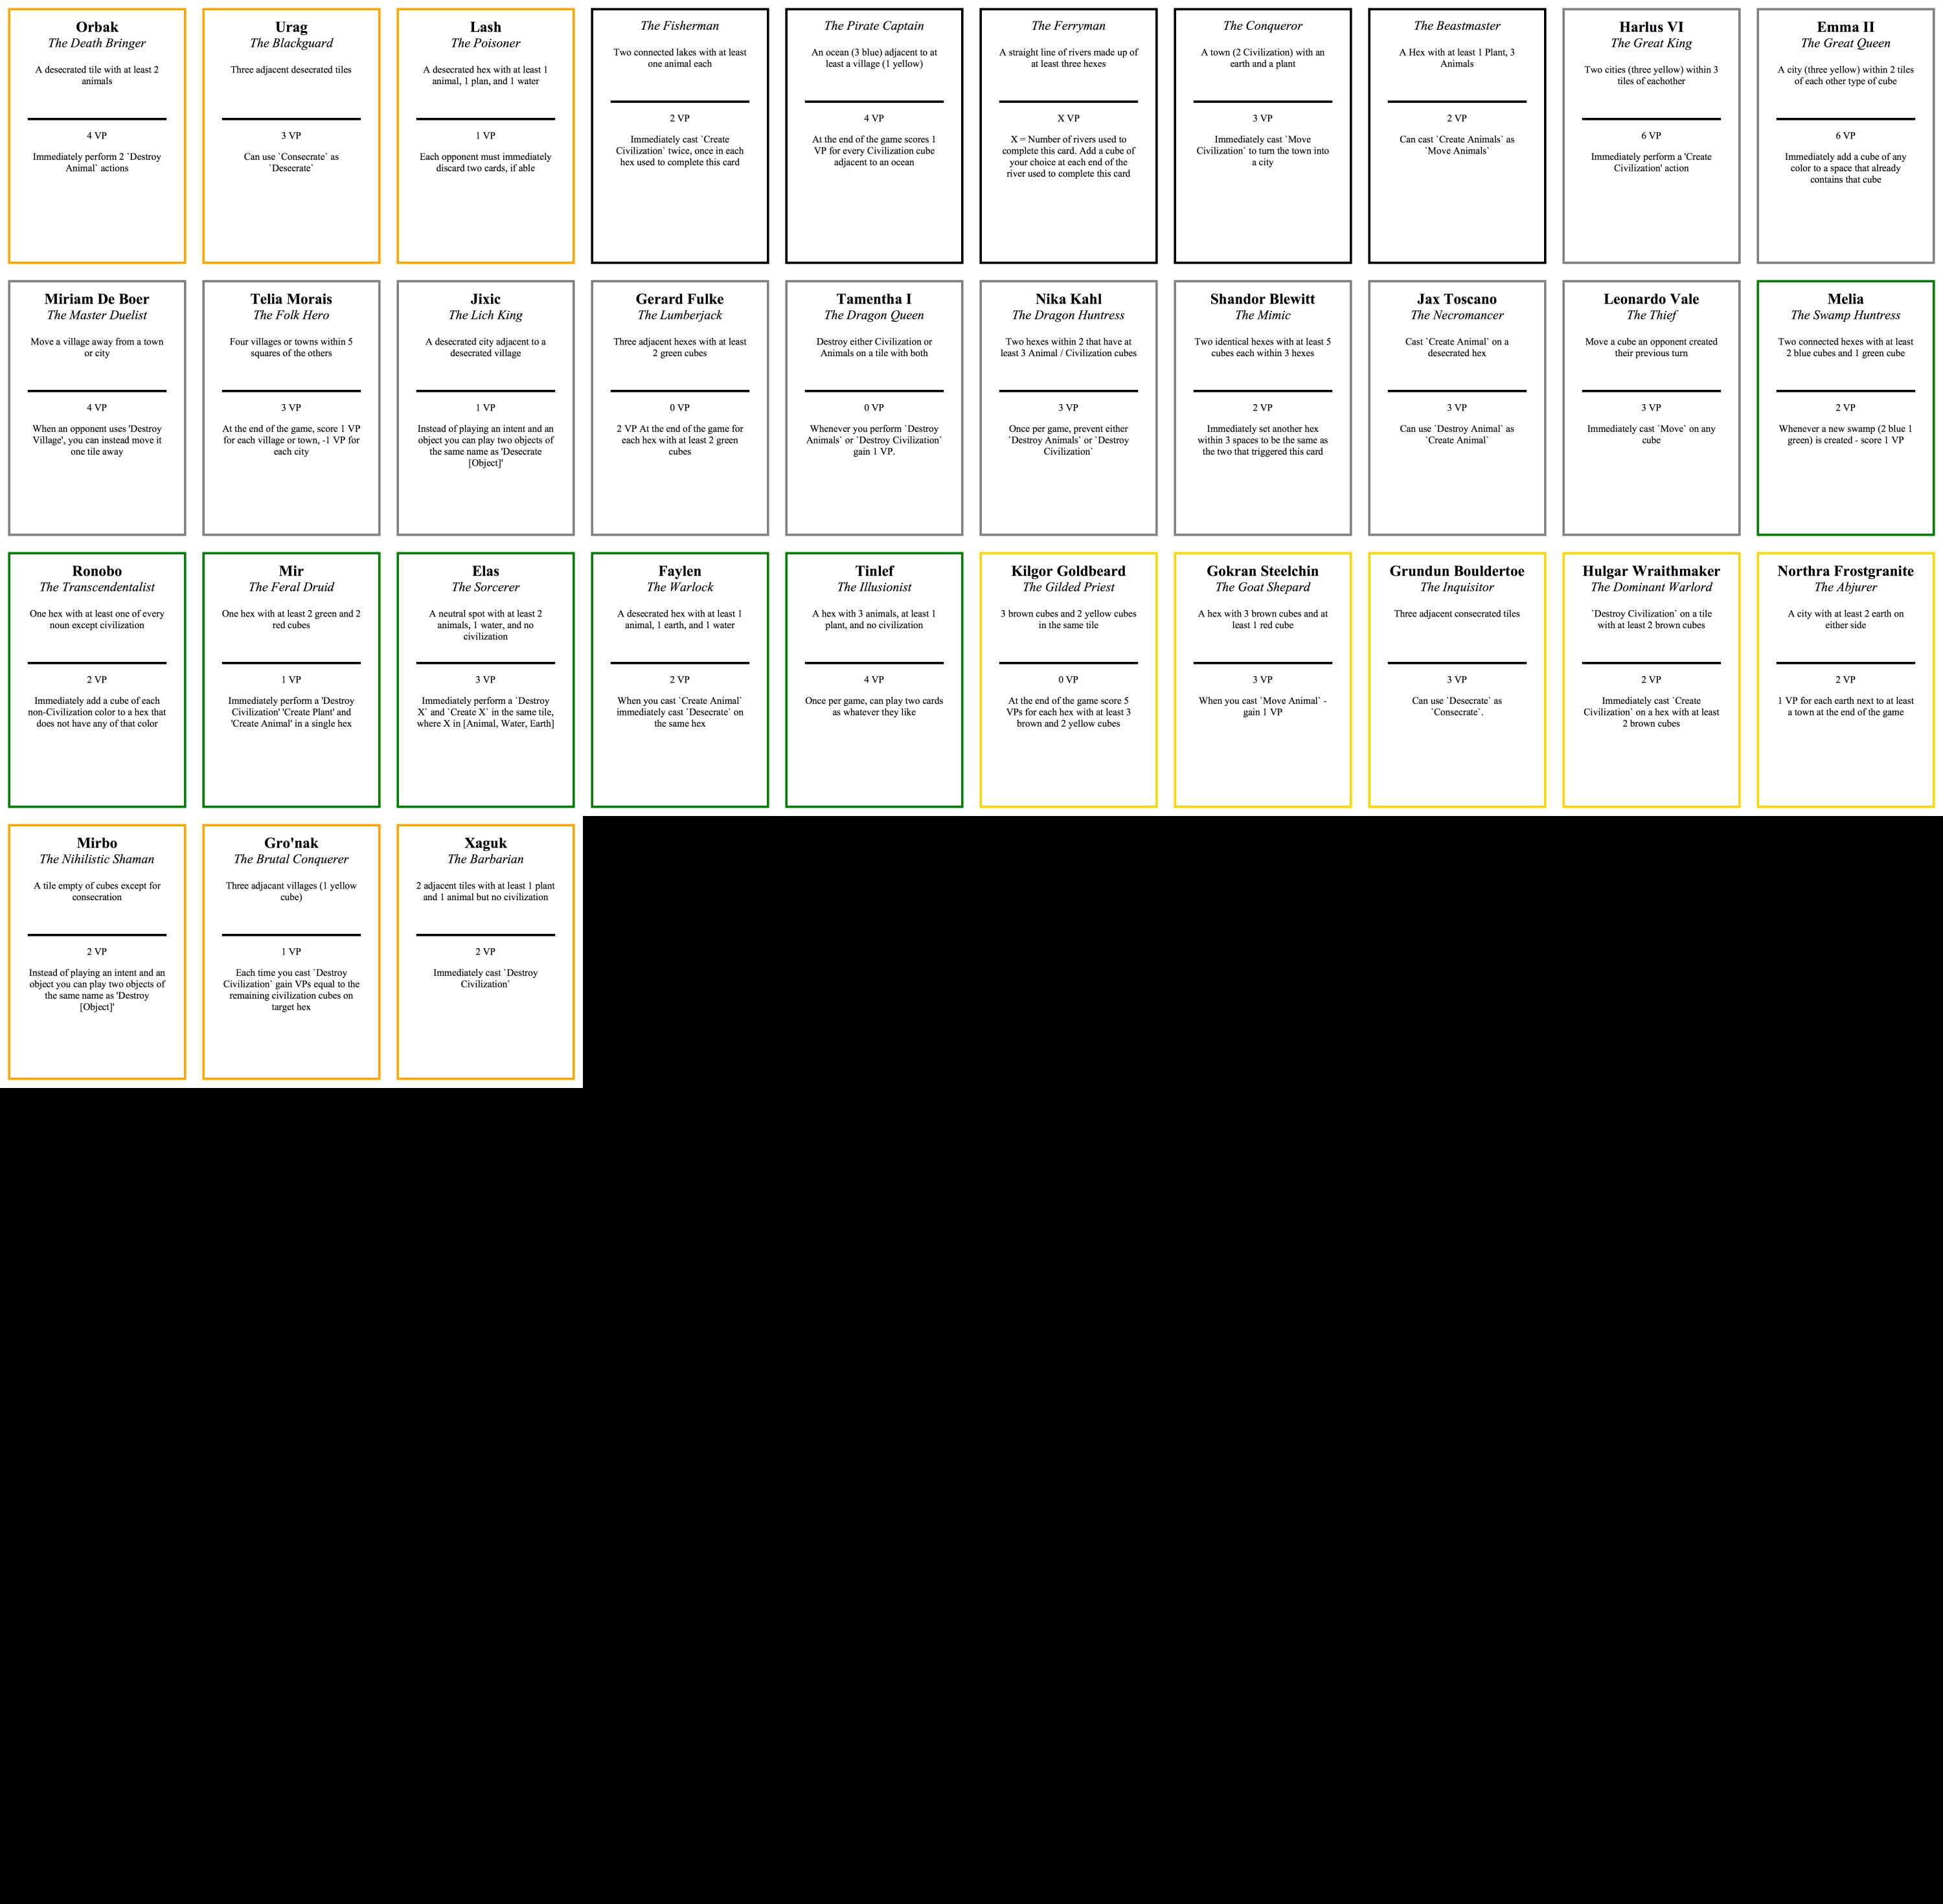 Orbak
The Death Bringer
A desecrated tile with at least 2
animals
4 VP
Immediately perform 2 `Destroy
Animal` actions
Urag
The Blackguard
Three adjacent desecrated tiles
3 VP
Can use `Consecrate` as
`Desecrate`
Lash
The Poisoner
A desecrated hex with at least 1
animal, 1 plan, and 1 water
1 VP
Each opponent must immediately
discard two cards, if able
The Fisherman
Two connected lakes with at least
one animal each
2 VP
Immediately cast `Create
Civilization` twice, once in each
hex used to complete this card
The Pirate Captain
An ocean (3 blue) adjacent to at
least a village (1 yellow)
4 VP
At the end of the game scores 1
VP for every Civilization cube
adjacent to an ocean
The Ferryman
A straight line of rivers made up of
at least three hexes
X VP
X = Number of rivers used to
complete this card. Add a cube of
your choice at each end of the
river used to complete this card
The Conqueror
A town (2 Civilization) with an
earth and a plant
3 VP
Immediately cast `Move
Civilization` to turn the town into
a city
The Beastmaster
A Hex with at least 1 Plant, 3
Animals
2 VP
Can cast `Create Animals` as
`Move Animals`
Harlus VI
The Great King
Two cities (three yellow) within 3
tiles of eachother
6 VP
Immediately perform a 'Create
Civilization' action
Emma II
The Great Queen
A city (three yellow) within 2 tiles
of each other type of cube
6 VP
Immediately add a cube of any
color to a space that already
contains that cube
Miriam De Boer
The Master Duelist
Move a village away from a town
or city
4 VP
When an opponent uses 'Destroy
Village', you can instead move it
one tile away
Telia Morais
The Folk Hero
Four villages or towns within 5
squares of the others
3 VP
At the end of the game, score 1 VP
for each village or town, -1 VP for
each city
Jixic
The Lich King
A desecrated city adjacent to a
desecrated village
1 VP
Instead of playing an intent and an
object you can play two objects of
the same name as 'Desecrate
[Object]'
Gerard Fulke
The Lumberjack
Three adjacent hexes with at least
2 green cubes
0 VP
2 VP At the end of the game for
each hex with at least 2 green
cubes
Tamentha I
The Dragon Queen
Destroy either Civilization or
Animals on a tile with both
0 VP
Whenever you perform `Destroy
Animals` or `Destroy Civilization`
gain 1 VP.
Nika Kahl
The Dragon Huntress
Two hexes within 2 that have at
least 3 Animal / Civilization cubes
3 VP
Once per game, prevent either
`Destroy Animals` or `Destroy
Civilization`
Shandor Blewitt
The Mimic
Two identical hexes with at least 5
cubes each within 3 hexes
2 VP
Immediately set another hex
within 3 spaces to be the same as
the two that triggered this card
Jax Toscano
The Necromancer
Cast `Create Animal` on a
desecrated hex
3 VP
Can use `Destroy Animal` as
`Create Animal`
Leonardo Vale
The Thief
Move a cube an opponent created
their previous turn
3 VP
Immediately cast `Move` on any
cube
Melia
The Swamp Huntress
Two connected hexes with at least
2 blue cubes and 1 green cube
2 VP
Whenever a new swamp (2 blue 1
green) is created - score 1 VP
Ronobo
The Transcendentalist
One hex with at least one of every
noun except civilization
2 VP
Immediately add a cube of each
non-Civilization color to a hex that
does not have any of that color
Mir
The Feral Druid
One hex with at least 2 green and 2
red cubes
1 VP
Immediately perform a 'Destroy
Civilization' 'Create Plant' and
'Create Animal' in a single hex
Elas
The Sorcerer
A neutral spot with at least 2
animals, 1 water, and no
civilization
3 VP
Immediately perform a `Destroy
X` and `Create X` in the same tile,
where X in [Animal, Water, Earth]
Faylen
The Warlock
A desecrated hex with at least 1
animal, 1 earth, and 1 water
2 VP
When you cast `Create Animal`
immediately cast `Desecrate` on
the same hex
Tinlef
The Illusionist
A hex with 3 animals, at least 1
plant, and no civilization
4 VP
Once per game, can play two cards
as whatever they like
Kilgor Goldbeard
The Gilded Priest
3 brown cubes and 2 yellow cubes
in the same tile
0 VP
At the end of the game score 5
VPs for each hex with at least 3
brown and 2 yellow cubes
Gokran Steelchin
The Goat Shepard
A hex with 3 brown cubes and at
least 1 red cube
3 VP
When you cast `Move Animal` -
gain 1 VP
Grundun Bouldertoe
The Inquisitor
Three adjacent consecrated tiles
3 VP
Can use `Desecrate` as
`Consecrate`.
Hulgar Wraithmaker
The Dominant Warlord
`Destroy Civilization` on a tile
with at least 2 brown cubes
2 VP
Immediately cast `Create
Civilization` on a hex with at least
2 brown cubes
Northra Frostgranite
The Abjurer
A city with at least 2 earth on
either side
2 VP
1 VP for each earth next to at least
a town at the end of the game
Mirbo
The Nihilistic Shaman
A tile empty of cubes except for
consecration
2 VP
Instead of playing an intent and an
object you can play two objects of
the same name as 'Destroy
[Object]'
Gro'nak
The Brutal Conquerer
Three adjacant villages (1 yellow
cube)
1 VP
Each time you cast `Destroy
Civilization` gain VPs equal to the
remaining civilization cubes on
target hex
Xaguk
The Barbarian
2 adjacent tiles with at least 1 plant
and 1 animal but no civilization
2 VP
Immediately cast `Destroy
Civilization`